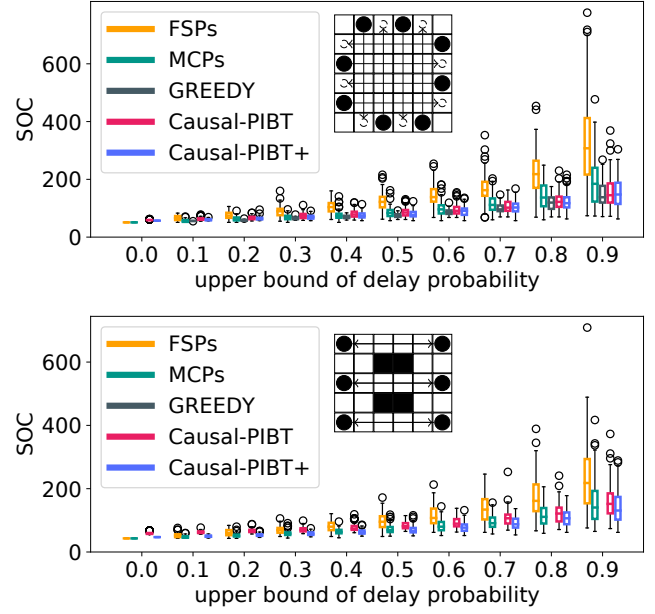 FSPs
MCPs
GREEDY
Causal-PIBT
Causal-PIBT+
SOC
600
400
200
0
0.0 0.1 0.2 0.3 0.4 0.5 0.6 0.7 0.8 0.9
upper bound of delay probability
FSPs
MCPs
GREEDY
Causal-PIBT
Causal-PIBT+
SOC
600
400
200
0
0.0 0.1 0.2 0.3 0.4 0.5 0.6 0.7 0.8 0.9
upper bound of delay probability